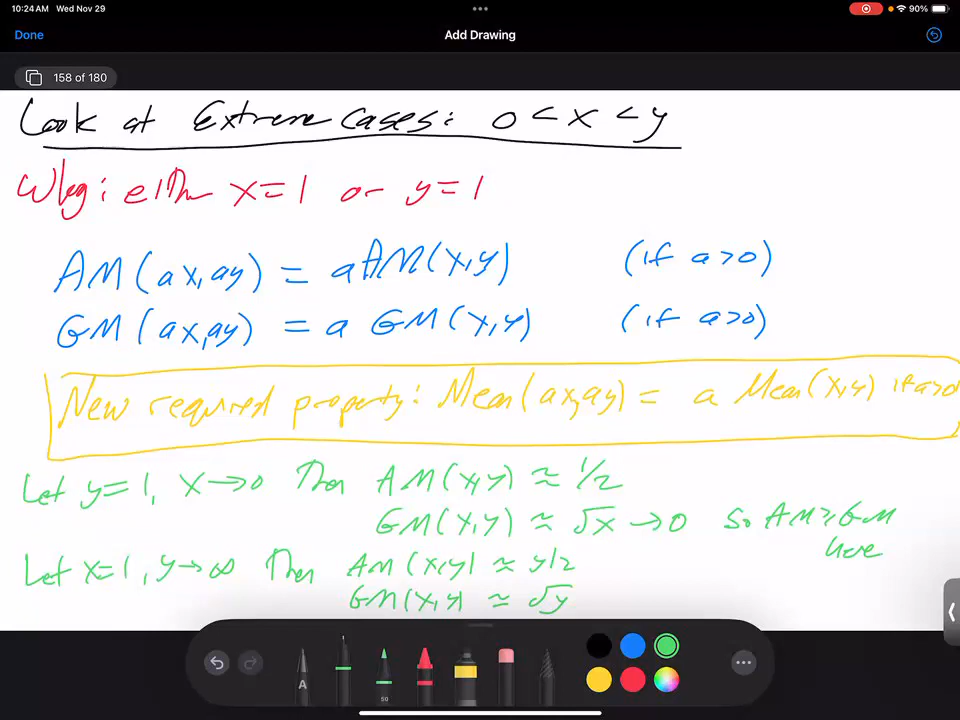 10:24 AM Wed Nov 29
90%
Done
Add Drawing
158 of 180
Look at Extreme Cases: 0 < x < y
Wlog: either x = 1 or y = 1
AM(ax, ay) = a AM(x, y) (if a > 0)
GM(ax, ay) = a GM(x, y) (if a > 0)
New required property: Mean(ax, ay) = a Mean(x, y) if a > 0
Let y = 1, x → 0 Then AM(x, y) ≈ 1/2
GM(x, y) ≈ √x → 0 So AM ≥ GM
here
Let x = 1, y → ∞ Then AM(x, y) ≈ y/2
GM(x, y) ≈ √y
A
50